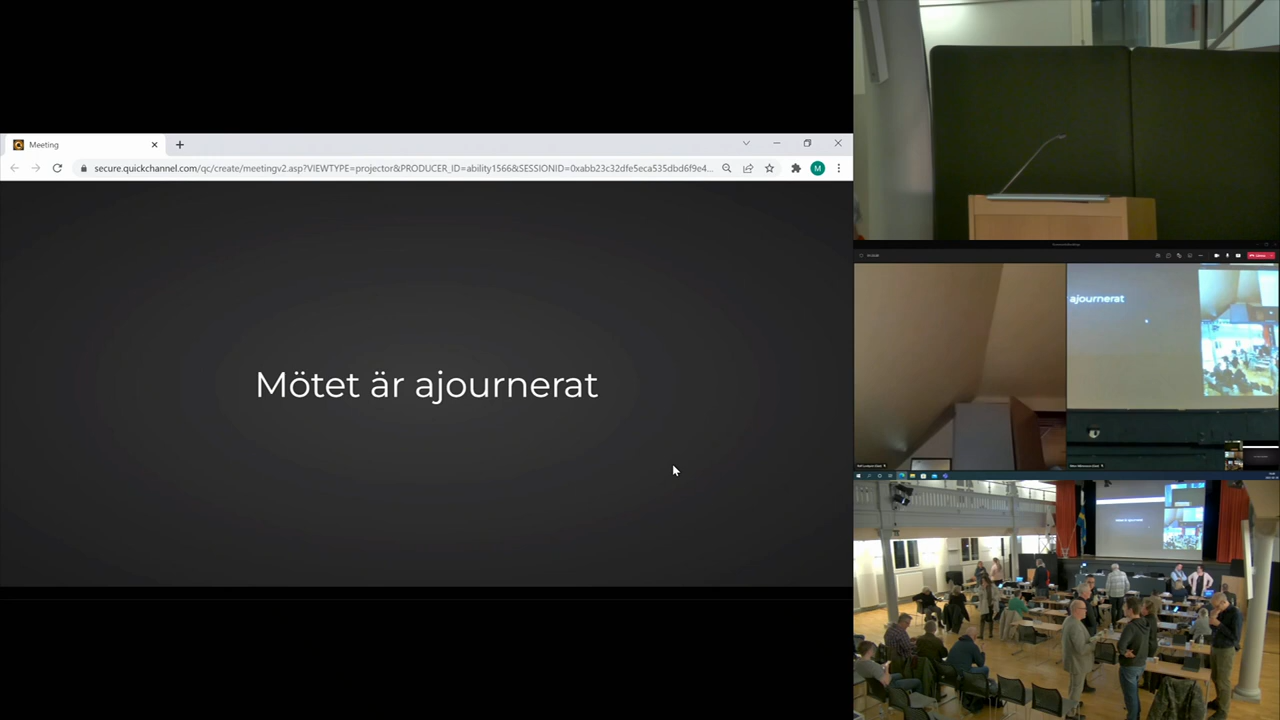 Meeting
secure.quickchannel.com/qc/create/meetingv2.asp?VIEWTYPE=projector&PRODUCER_ID=ability1566&SESSIONID=0xabb23c32dfe5eca535dbd6f9e4...
M
Mötet är ajournerat
ajournerat